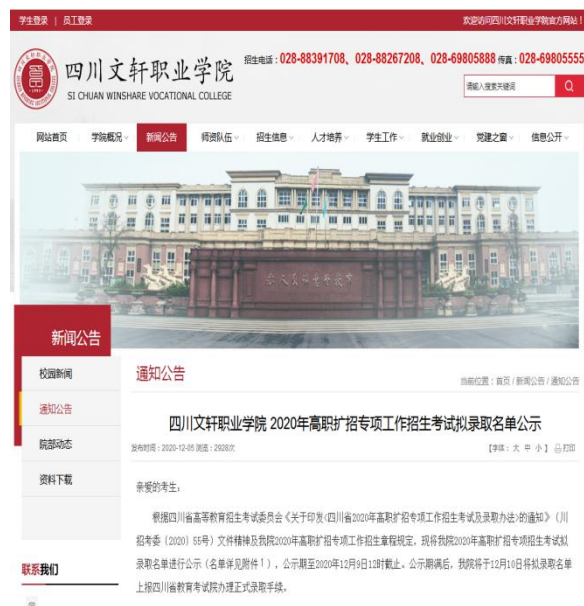 学生登录 | 员工登录
欢迎访问四川文轩职业学院官方网站！
四川文轩职业学院
SI CHUAN WINSHARE VOCATIONAL COLLEGE
招生电话：028-88391708、028-88267208、028-69805888 传真：028-69805555
请输入搜索关键词
网站首页 学院概况 新闻公告 师资队伍 招生信息 人才培养 学生工作 就业创业 党建之窗 信息公开
新闻公告
校园新闻
通知公告
院部动态
资料下载
联系我们
通知公告
当前位置：首页 / 新闻公告 / 通知公告
四川文轩职业学院 2020年高职扩招专项工作招生考试拟录取名单公示
发布时间：2020-12-05 浏览：2928次
【字体：大 中 小】 打印
亲爱的考生：
根据四川省高等教育招生考试委员会《关于印发<四川省2020年高职扩招专项工作招生考试及录取办法>的通知》（川
招考委〔2020〕55号）文件精神及我院2020年高职扩招专项工作招生章程规定，现将我院2020年高职扩招专项招生考试拟
录取名单进行公示（名单详见附件1），公示期至2020年12月9日12时截止。公示期满后，我院将于12月10日将拟录取名单
上报四川省教育考试院办理正式录取手续。